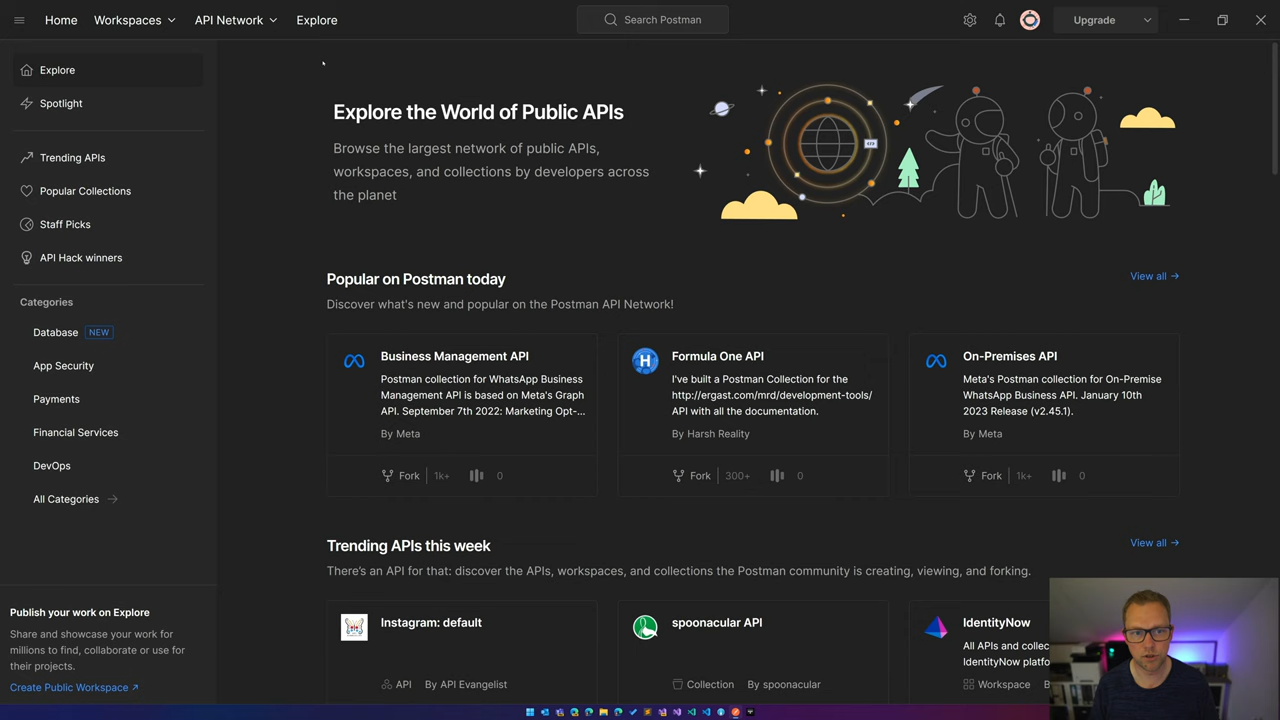 Home
Workspaces
API Network
Explore
Search Postman
Upgrade
Explore
Spotlight
Trending APIs
Popular Collections
Staff Picks
API Hack winners
Categories
Database NEW
App Security
Payments
Financial Services
DevOps
All Categories
Publish your work on Explore
Share and showcase your work for
millions to find, collaborate or use for
their projects.
Create Public Workspace
Explore the World of Public APIs
Browse the largest network of public APIs,
workspaces, and collections by developers across
the planet
Popular on Postman today
View all
Discover what's new and popular on the Postman API Network!
Business Management API
Postman collection for WhatsApp Business
Management API is based on Meta's Graph
API. September 7th 2022: Marketing Opt-...
By Meta
Fork 1k+ 0
Formula One API
I've built a Postman Collection for the
http://ergast.com/mrd/development-tools/
API with all the documentation.
By Harsh Reality
Fork 300+ 0
On-Premises API
Meta's Postman collection for On-Premise
WhatsApp Business API. January 10th
2023 Release (v2.45.1).
By Meta
Fork 1k+ 0
Trending APIs this week
View all
There's an API for that: discover the APIs, workspaces, and collections the Postman community is creating, viewing, and forking.
Instagram: default
API By API Evangelist
spoonacular API
Collection By spoonacular
IdentityNow
All APIs and collec
IdentityNow platfo
Workspace B